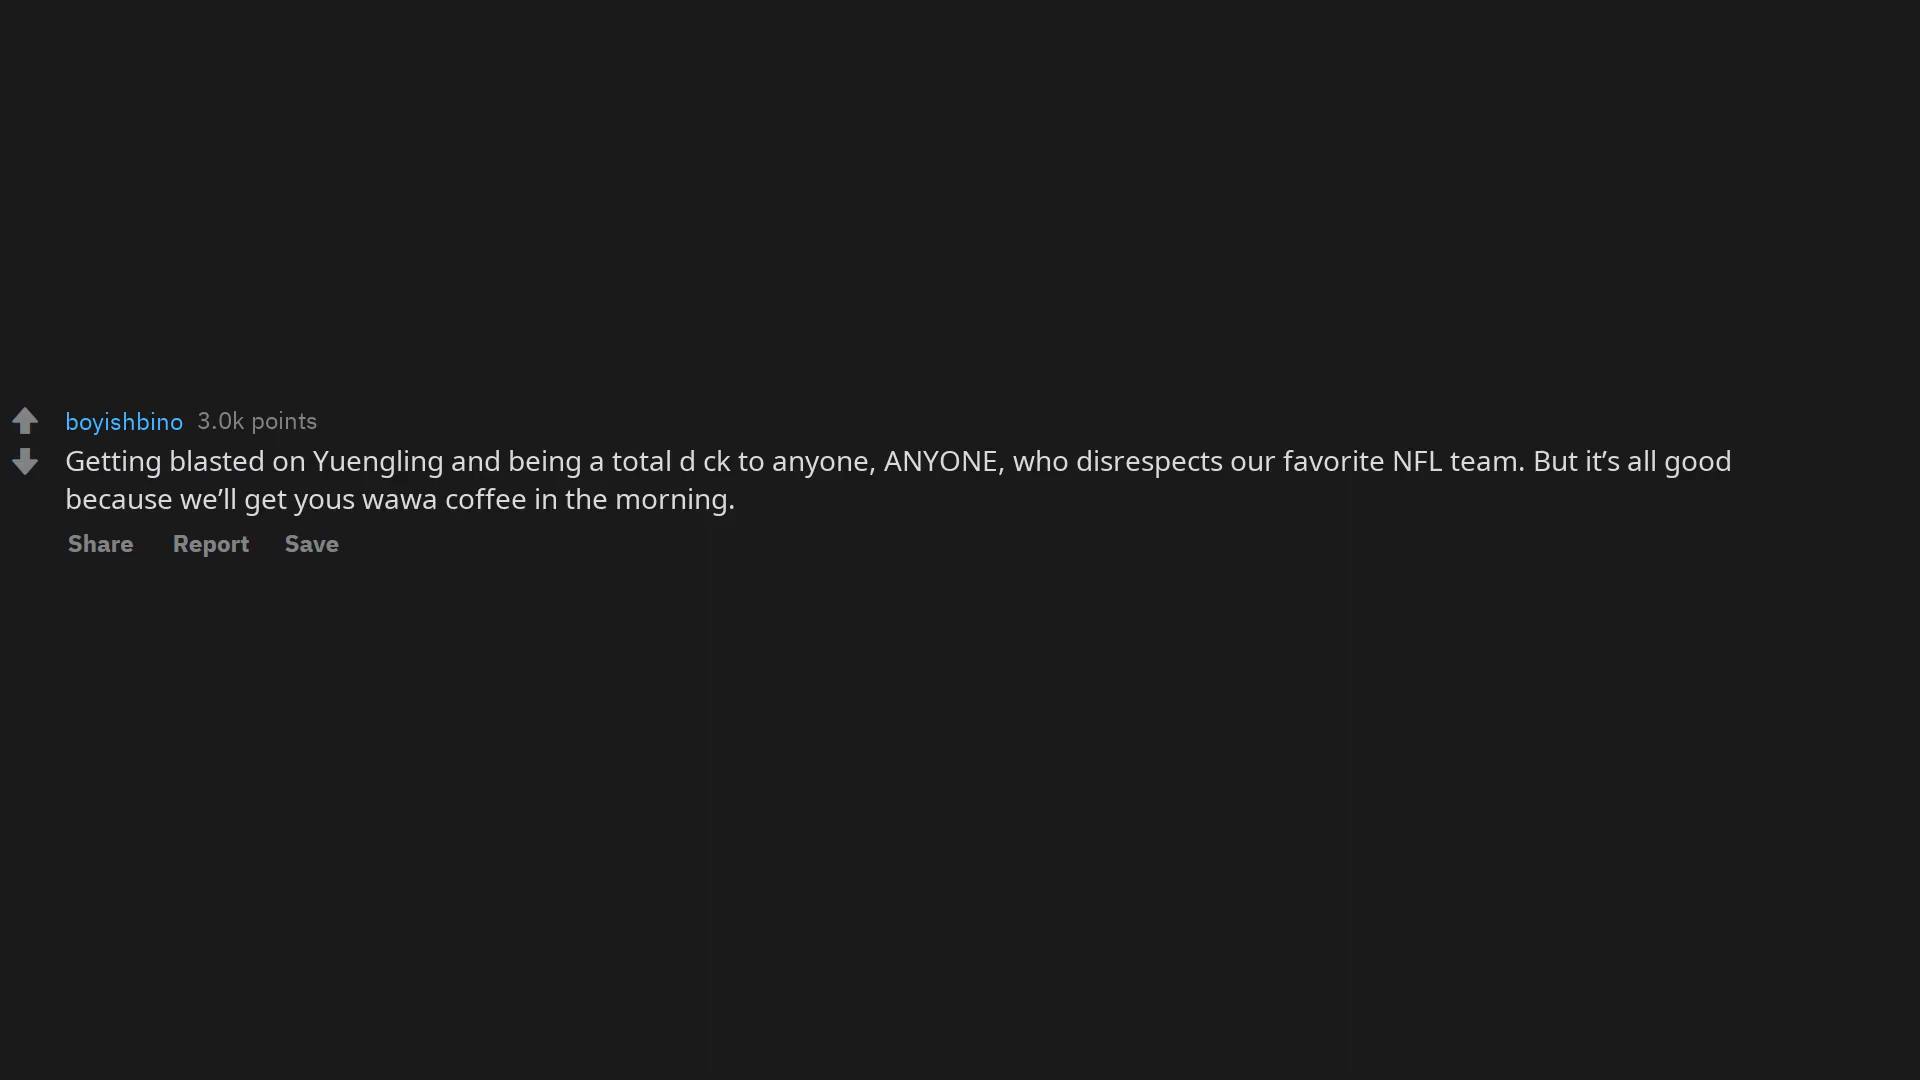 boyishbino 3.0k points
Getting blasted on Yuengling and being a total d ck to anyone, ANYONE, who disrespects our favorite NFL team. But it’s all good
because we’ll get yous wawa coffee in the morning.
Share Report Save